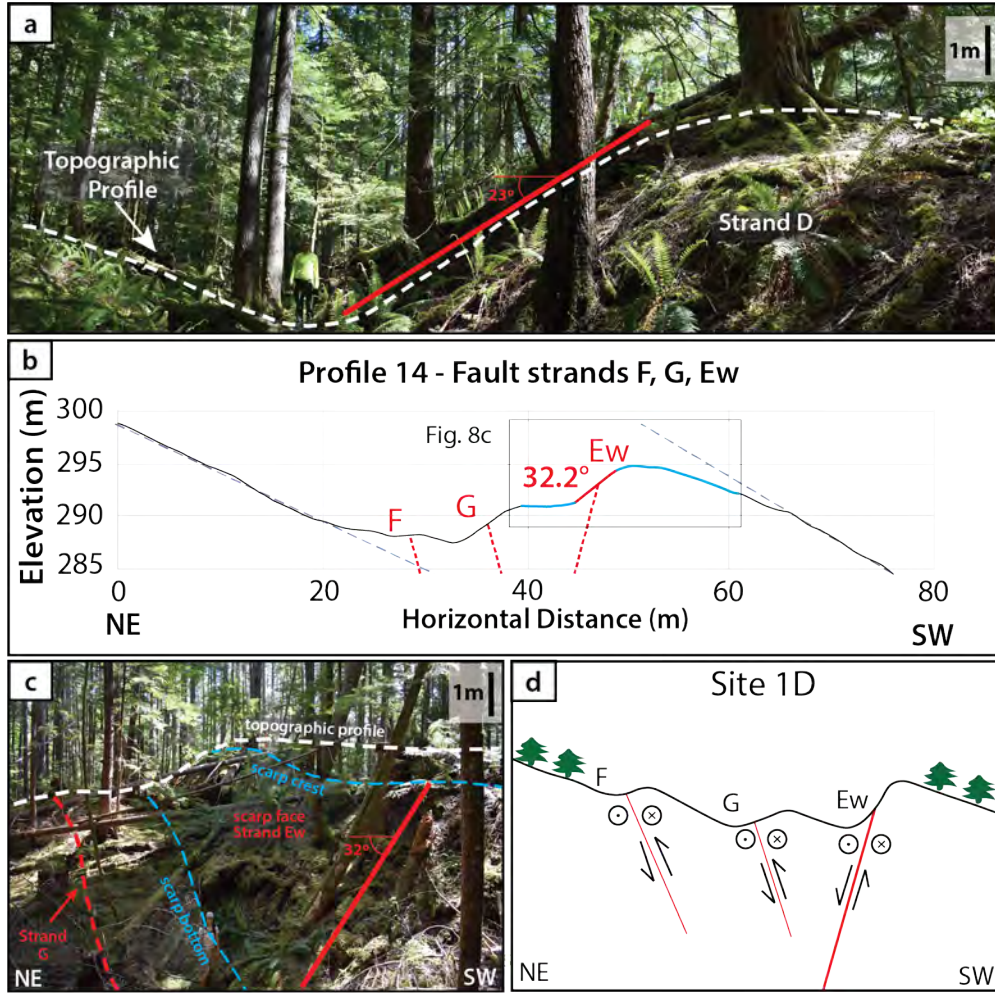 a
1m
Topographic
Profile
23°
Strand D
b
Profile 14 - Fault strands F, G, Ew
Elevation (m)
300
295
290
285
Fig. 8c
Ew
32.2°
F
G
0
20
40
60
80
NE
Horizontal Distance (m)
SW
c
1m
topographic profile
scarp crest
scarp face
Strand Ew
32°
scarp bottom
Strand
G
NE
SW
d
Site 1D
F
G
Ew
NE
SW